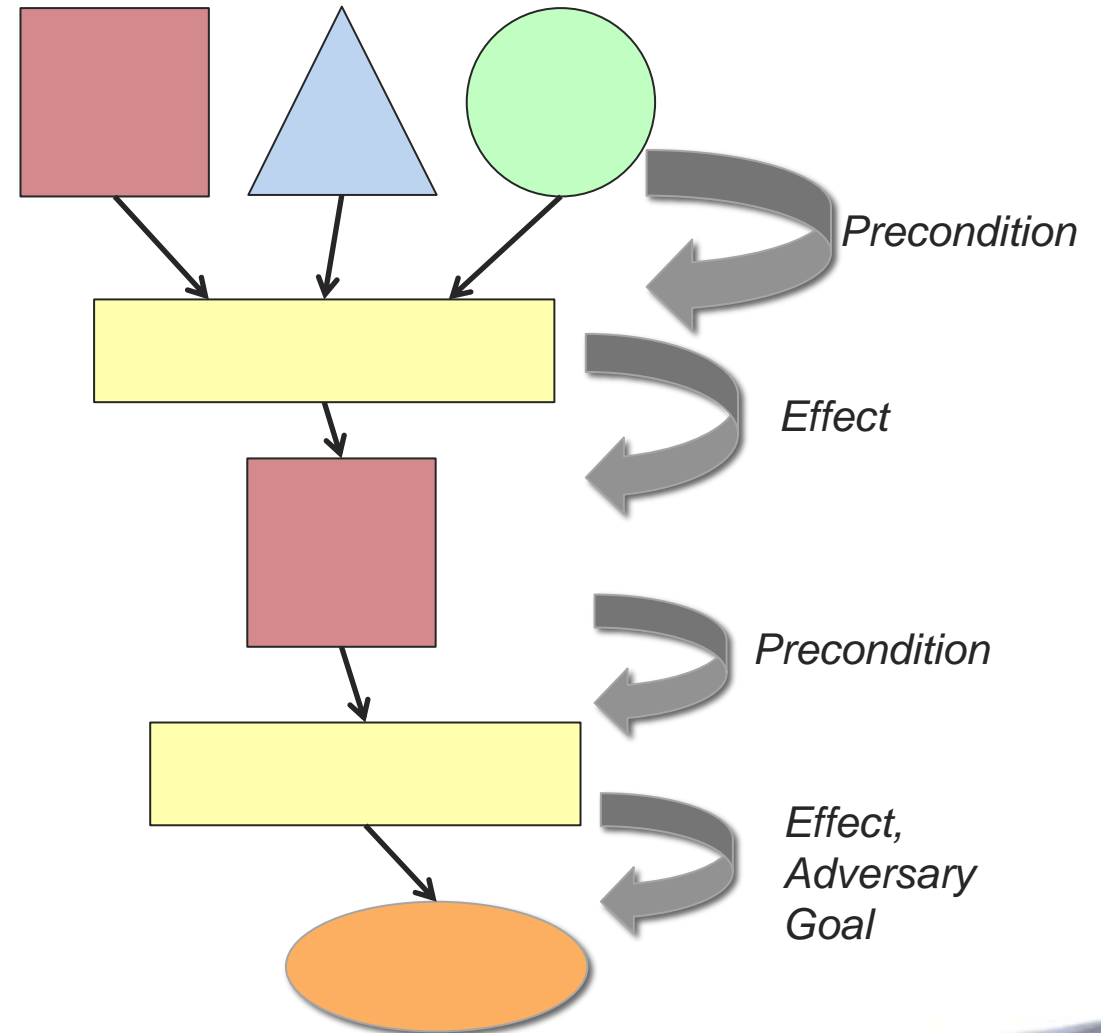 Precondition
Effect
Precondition
Effect,
Adversary
Goal